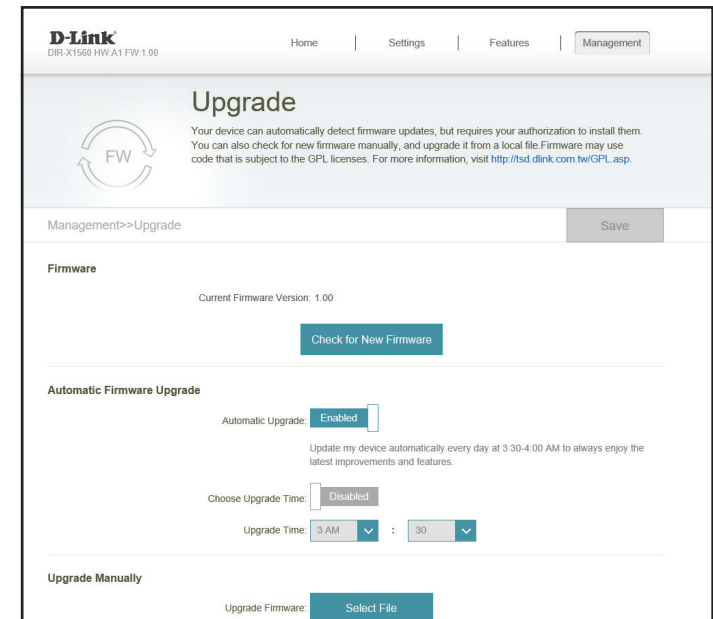 D-Link
DIR-X1560 HW:A1 FW:1.00
Home | Settings | Features | Management
Upgrade
FW
Your device can automatically detect firmware updates, but requires your authorization to install them.
You can also check for new firmware manually, and upgrade it from a local file.Firmware may use
code that is subject to the GPL licenses. For more information, visit http://tsd.dlink.com.tw/GPL.asp.
Management>>Upgrade
Save
Firmware
Current Firmware Version: 1.00
Check for New Firmware
Automatic Firmware Upgrade
Automatic Upgrade: Enabled
Update my device automatically every day at 3:30-4:00 AM to always enjoy the
latest improvements and features.
Choose Upgrade Time: Disabled
Upgrade Time: 3 AM : 30
Upgrade Manually
Upgrade Firmware: Select File